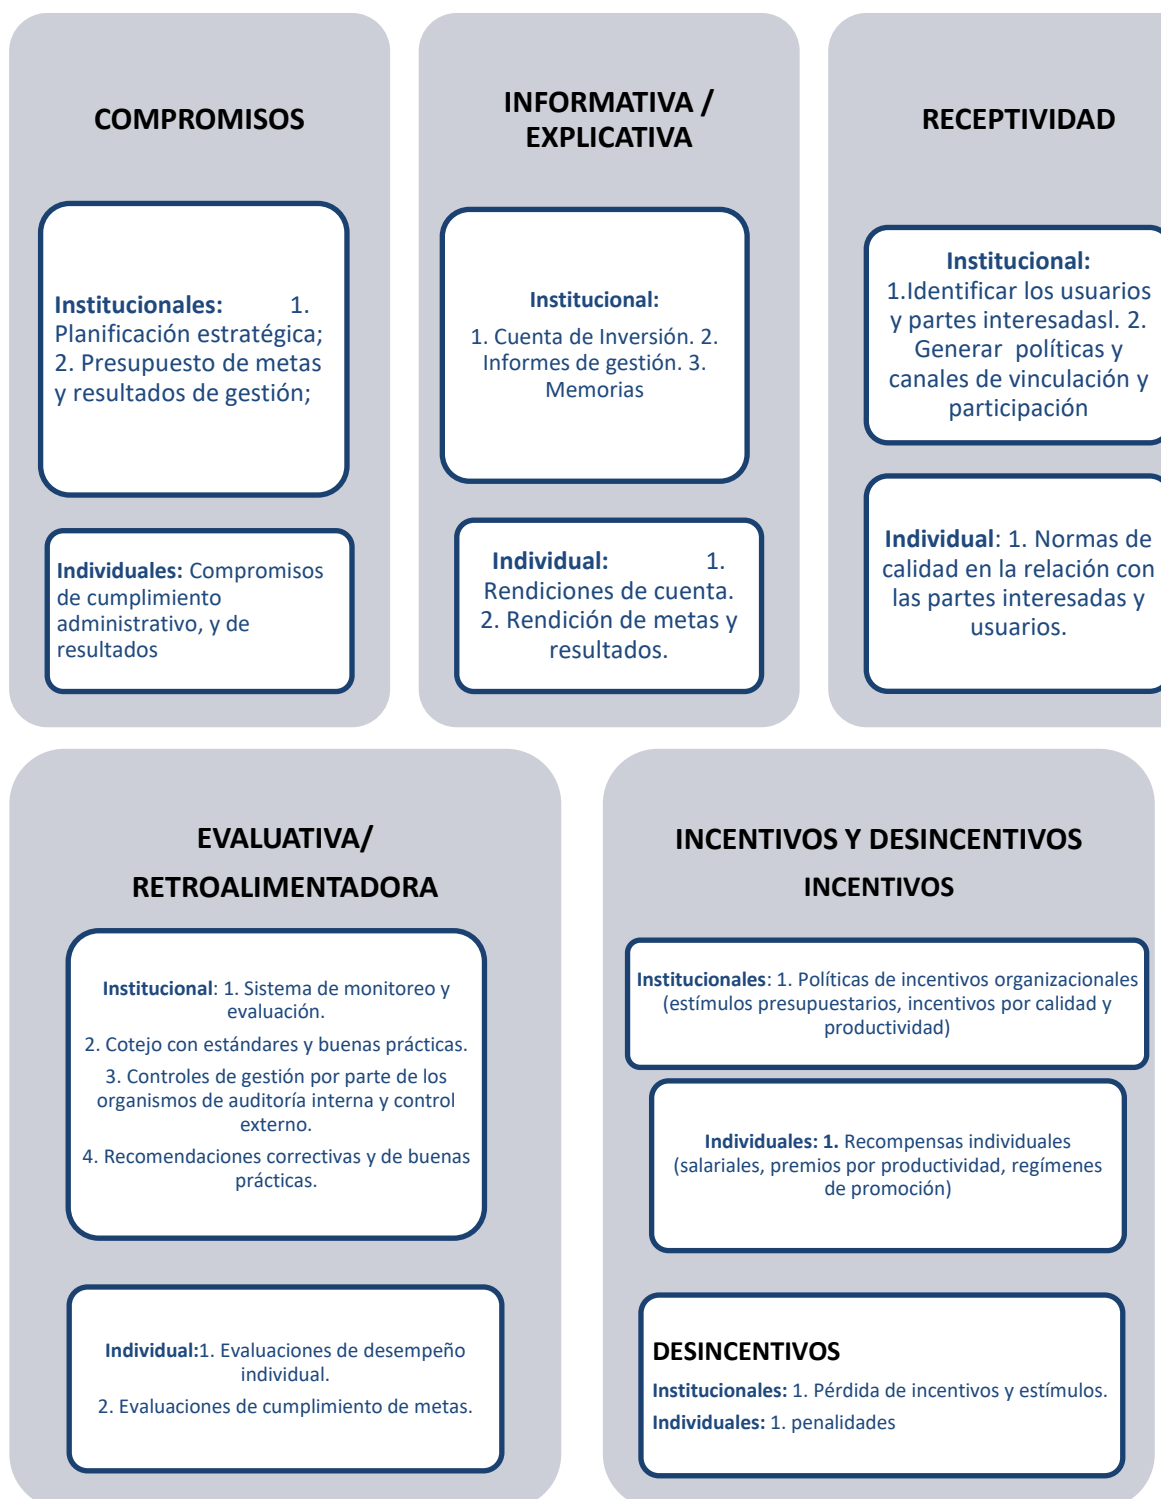 COMPROMISOS
Institucionales: 1.
Planificación estratégica;
2. Presupuesto de metas
y resultados de gestión;
Individuales: Compromisos
de cumplimiento
administrativo, y de
resultados
INFORMATIVA /
EXPLICATIVA
Institucional:
1. Cuenta de Inversión. 2.
Informes de gestión. 3.
Memorias
Individual: 1.
Rendiciones de cuenta.
2. Rendición de metas y
resultados.
RECEPTIVIDAD
Institucional:
1.Identificar los usuarios
y partes interesadasl. 2.
Generar políticas y
canales de vinculación y
participación
Individual: 1. Normas de
calidad en la relación con
las partes interesadas y
usuarios.
EVALUATIVA/
RETROALIMENTADORA
Institucional: 1. Sistema de monitoreo y
evaluación.
2. Cotejo con estándares y buenas prácticas.
3. Controles de gestión por parte de los
organismos de auditoría interna y control
externo.
4. Recomendaciones correctivas y de buenas
prácticas.
Individual:1. Evaluaciones de desempeño
individual.
2. Evaluaciones de cumplimiento de metas.
INCENTIVOS Y DESINCENTIVOS
INCENTIVOS
Institucionales: 1. Políticas de incentivos organizacionales
(estímulos presupuestarios, incentivos por calidad y
productividad)
Individuales: 1. Recompensas individuales
(salariales, premios por productividad, regímenes
de promoción)
DESINCENTIVOS
Institucionales: 1. Pérdida de incentivos y estímulos.
Individuales: 1. penalidades